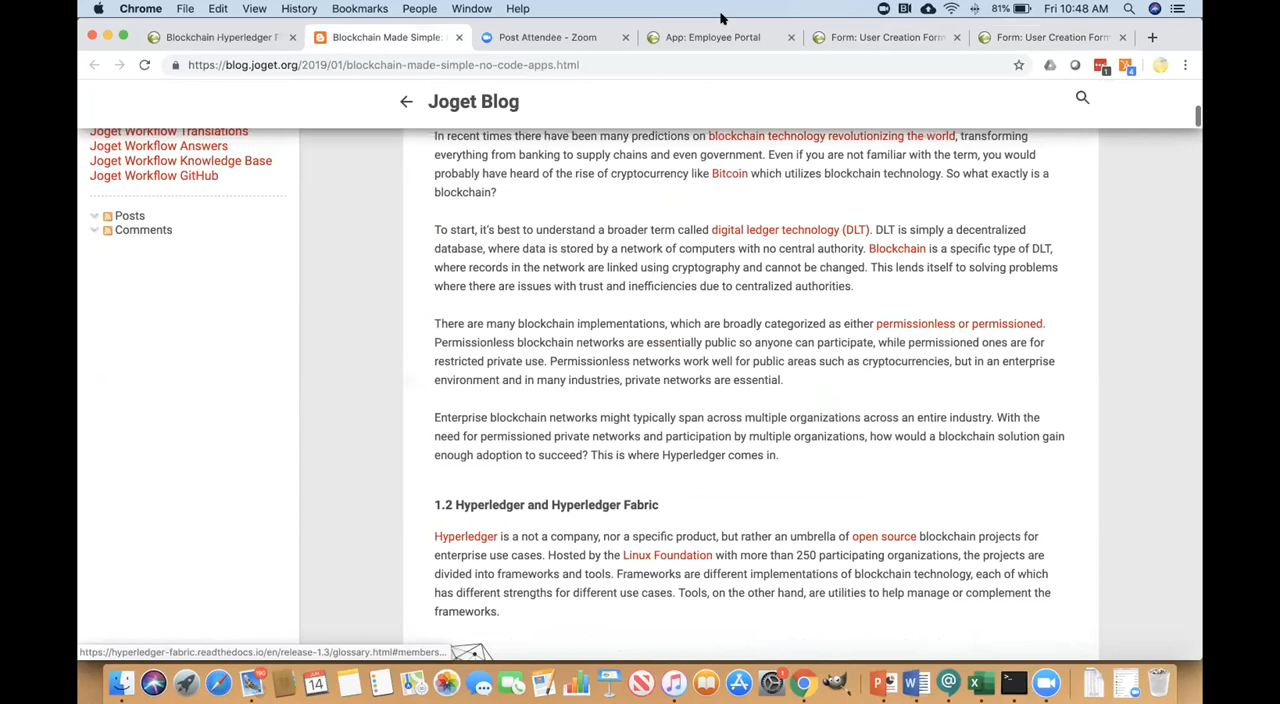 Chrome File Edit View History Bookmarks People Window Help 81% Fri 10:48 AM
Blockchain Hyperledger F Blockchain Made Simple: Post Attendee - Zoom App: Employee Portal Form: User Creation Form Form: User Creation Form
https://blog.joget.org/2019/01/blockchain-made-simple-no-code-apps.html 1 4
Joget Blog
Joget Workflow Translations
Joget Workflow Answers
Joget Workflow Knowledge Base
Joget Workflow GitHub
Posts
Comments
In recent times there have been many predictions on blockchain technology revolutionizing the world, transforming
everything from banking to supply chains and even government. Even if you are not familiar with the term, you would
probably have heard of the rise of cryptocurrency like Bitcoin which utilizes blockchain technology. So what exactly is a
blockchain?
To start, it's best to understand a broader term called digital ledger technology (DLT). DLT is simply a decentralized
database, where data is stored by a network of computers with no central authority. Blockchain is a specific type of DLT,
where records in the network are linked using cryptography and cannot be changed. This lends itself to solving problems
where there are issues with trust and inefficiencies due to centralized authorities.
There are many blockchain implementations, which are broadly categorized as either permissionless or permissioned.
Permissionless blockchain networks are essentially public so anyone can participate, while permissioned ones are for
restricted private use. Permissionless networks work well for public areas such as cryptocurrencies, but in an enterprise
environment and in many industries, private networks are essential.
Enterprise blockchain networks might typically span across multiple organizations across an entire industry. With the
need for permissioned private networks and participation by multiple organizations, how would a blockchain solution gain
enough adoption to succeed? This is where Hyperledger comes in.
1.2 Hyperledger and Hyperledger Fabric
Hyperledger is a not a company, nor a specific product, but rather an umbrella of open source blockchain projects for
enterprise use cases. Hosted by the Linux Foundation with more than 250 participating organizations, the projects are
divided into frameworks and tools. Frameworks are different implementations of blockchain technology, each of which
has different strengths for different use cases. Tools, on the other hand, are utilities to help manage or complement the
frameworks.
https://hyperledger-fabric.readthedocs.io/en/release-1.3/glossary.html#members...
14